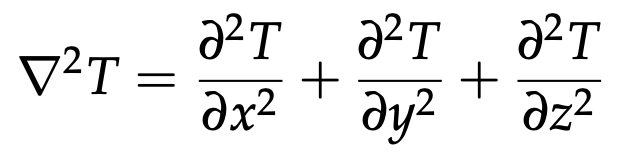 ∇²T = ∂²T/∂x² + ∂²T/∂y² + ∂²T/∂z²